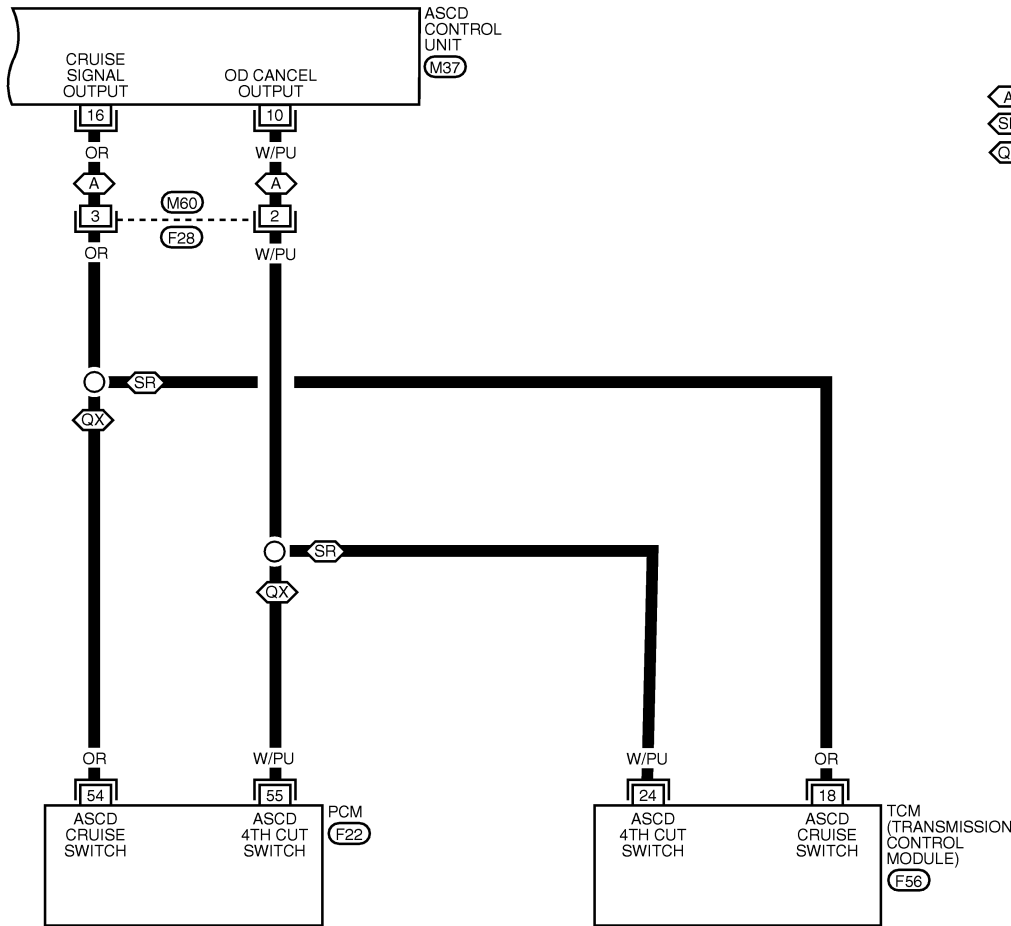 ASCD
CONTROL
UNIT
M37
CRUISE
SIGNAL
OUTPUT
OD CANCEL
OUTPUT
16
10
OR
W/PU
A
A
M60
3
2
F28
OR
W/PU
SR
QX
SR
QX
OR
W/PU
W/PU
OR
54
55
24
18
ASCD
CRUISE
SWITCH
ASCD
4TH CUT
SWITCH
PCM
F22
ASCD
4TH CUT
SWITCH
ASCD
CRUISE
SWITCH
TCM
(TRANSMISSION
CONTROL
MODULE)
F56